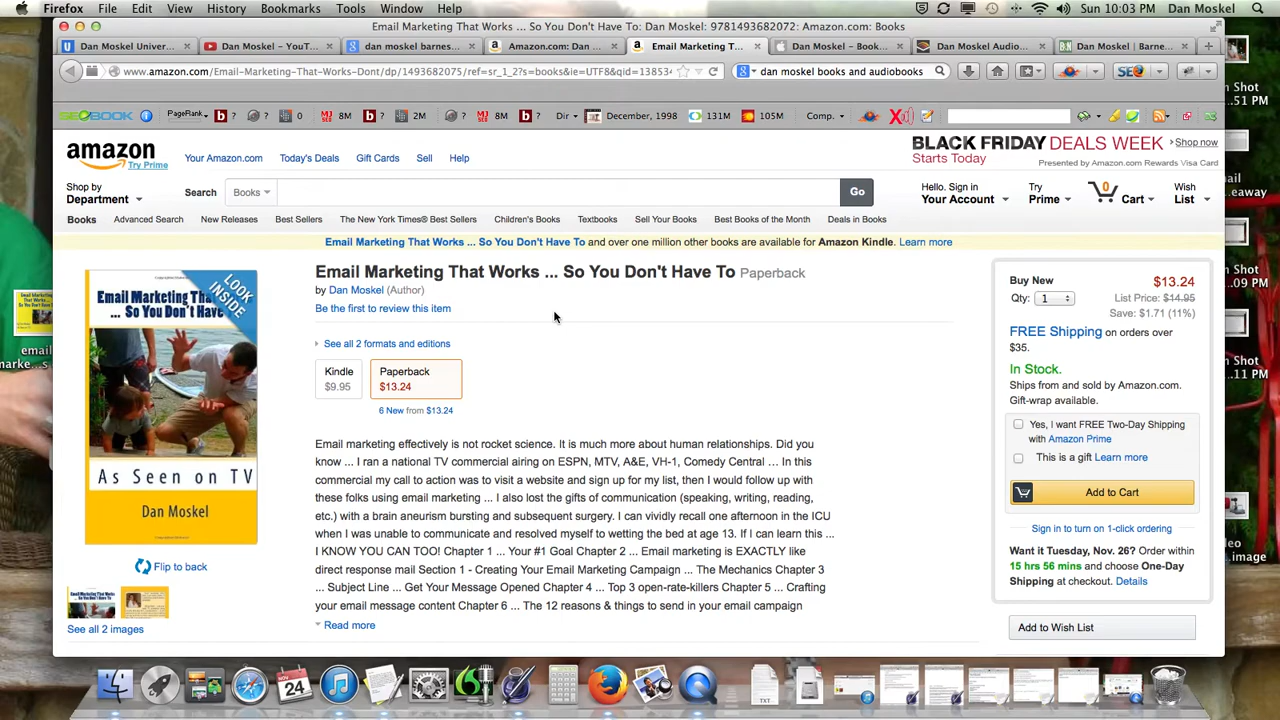 Firefox File Edit View History Bookmarks Tools Window Help Sun 10:03 PM Dan Moskel
Email Marketing That Works ... So You Don't Have To: Dan Moskel: 9781493682072: Amazon.com: Books
Dan Moskel Univer... Dan Moskel – YouT... dan moskel barnes... Amazon.com: Dan ... Email Marketing T... Dan Moskel – Book... Dan Moskel Audio... Dan Moskel | Barne...
www.amazon.com/Email-Marketing-That-Works-Dont/dp/1493682075/ref=sr_1_2?s=books&ie=UTF8&qid=13853 dan moskel books and audiobooks SEO
SEOBOOK PageRank ? ? 0 8M ? 2M ? 8M ? Dir December, 1998 131M 105M Comp.
amazon
Try Prime
Your Amazon.com Today's Deals Gift Cards Sell Help
BLACK FRIDAY DEALS WEEK Shop now
Starts Today Presented by Amazon.com Rewards Visa Card
Shop by
Department
Search Books Go
Hello. Sign in
Your Account
Try
Prime
0 Cart
Wish
List
Books Advanced Search New Releases Best Sellers The New York Times® Best Sellers Children's Books Textbooks Sell Your Books Best Books of the Month Deals in Books
Email Marketing That Works ... So You Don't Have To and over one million other books are available for Amazon Kindle. Learn more
LOOK INSIDE
Email Marketing Th
... So You Don't Have
As Seen on TV
Dan Moskel
Flip to back
See all 2 images
Email Marketing That Works ... So You Don't Have To Paperback
by Dan Moskel (Author)
Be the first to review this item
See all 2 formats and editions
Kindle
$9.95
Paperback
$13.24
6 New from $13.24
Email marketing effectively is not rocket science. It is much more about human relationships. Did you
know ... I ran a national TV commercial airing on ESPN, MTV, A&E, VH-1, Comedy Central … In this
commercial my call to action was to visit a website and sign up for my list, then I would follow up with
these folks using email marketing ... I also lost the gifts of communication (speaking, writing, reading,
etc.) with a brain aneurism bursting and subsequent surgery. I can vividly recall one afternoon in the ICU
when I was unable to communicate and resolved myself to wetting the bed at age 13. If I can learn this ...
I KNOW YOU CAN TOO! Chapter 1 ... Your #1 Goal Chapter 2 ... Email marketing is EXACTLY like
direct response mail Section 1 - Creating Your Email Marketing Campaign ... The Mechanics Chapter 3
... Subject Line ... Get Your Message Opened Chapter 4 ... Top 3 open-rate-killers Chapter 5 ... Crafting
your email message content Chapter 6 ... The 12 reasons & things to send in your email campaign
Read more
Buy New $13.24
Qty: 1 List Price: $14.95
Save: $1.71 (11%)
FREE Shipping on orders over
$35.
In Stock.
Ships from and sold by Amazon.com.
Gift-wrap available.
Yes, I want FREE Two-Day Shipping
with Amazon Prime
This is a gift Learn more
Add to Cart
Sign in to turn on 1-click ordering
Want it Tuesday, Nov. 26? Order within
15 hrs 56 mins and choose One-Day
Shipping at checkout. Details
Add to Wish List
n Shot
...51 PM
ail
...eaway
n Shot
...09 PM
n Shot
...11 PM
deo
...image
email
marke...s
NOV
24
TXT